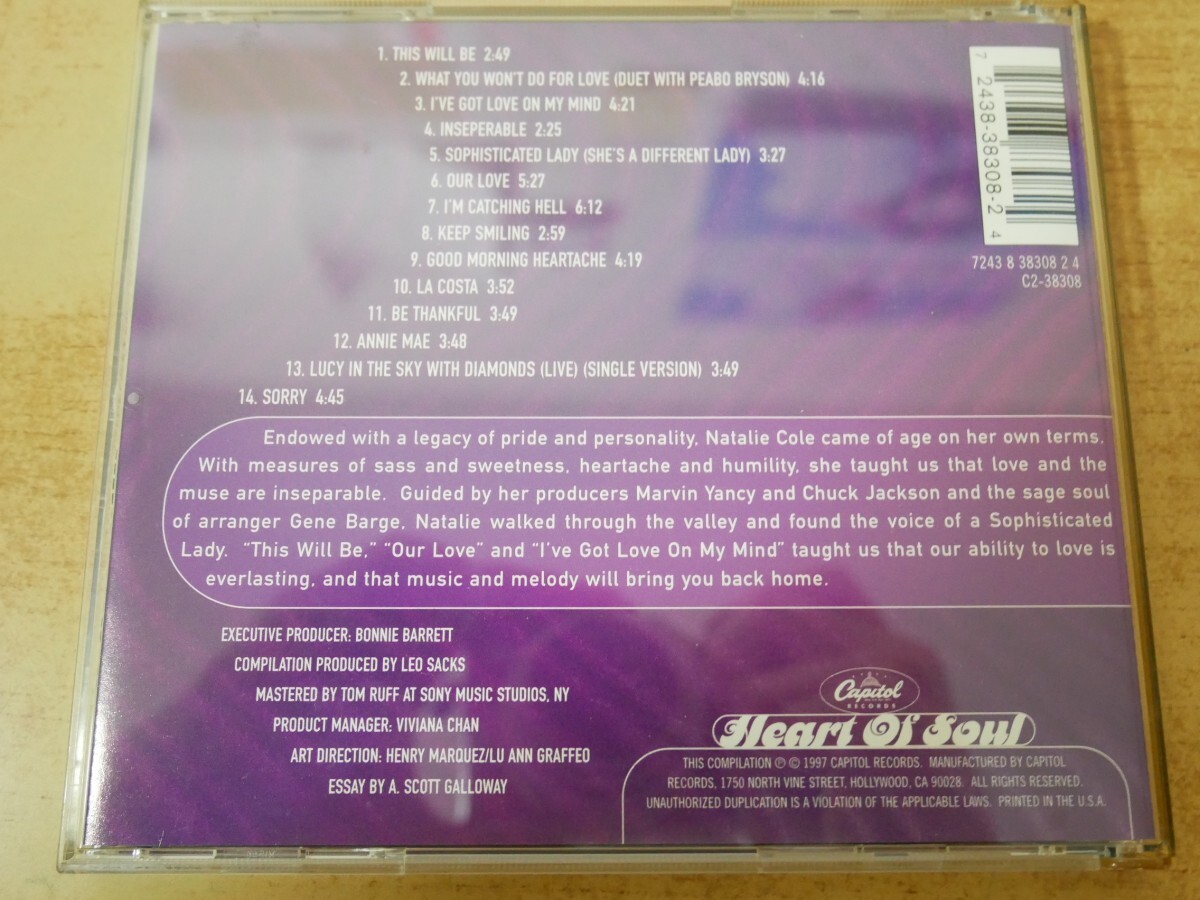 1. THIS WILL BE 2:49
2. WHAT YOU WON'T DO FOR LOVE (DUET WITH PEABO BRYSON) 4:16
3. I'VE GOT LOVE ON MY MIND 4:21
4. INSEPERABLE 2:25
5. SOPHISTICATED LADY (SHE'S A DIFFERENT LADY) 3:27
6. OUR LOVE 5:27
7. I'M CATCHING HELL 6:12
8. KEEP SMILING 2:59
9. GOOD MORNING HEARTACHE 4:19
10. LA COSTA 3:52
11. BE THANKFUL 3:49
12. ANNIE MAE 3:48
13. LUCY IN THE SKY WITH DIAMONDS (LIVE) (SINGLE VERSION) 3:49
14. SORRY 4:45
7 2438-38308-2 4
7243 8 38308 2 4
C2-38308
Endowed with a legacy of pride and personality, Natalie Cole came of age on her own terms.
With measures of sass and sweetness, heartache and humility, she taught us that love and the
muse are inseparable. Guided by her producers Marvin Yancy and Chuck Jackson and the sage soul
of arranger Gene Barge, Natalie walked through the valley and found the voice of a Sophisticated
Lady. "This Will Be," "Our Love" and "I've Got Love On My Mind" taught us that our ability to love is
everlasting, and that music and melody will bring you back home.
EXECUTIVE PRODUCER: BONNIE BARRETT
COMPILATION PRODUCED BY LEO SACKS
MASTERED BY TOM RUFF AT SONY MUSIC STUDIOS, NY
PRODUCT MANAGER: VIVIANA CHAN
ART DIRECTION: HENRY MARQUEZ/LU ANN GRAFFEO
ESSAY BY A. SCOTT GALLOWAY
Capitol
RECORDS
Heart Of Soul
THIS COMPILATION ℗ © 1997 CAPITOL RECORDS. MANUFACTURED BY CAPITOL
RECORDS, 1750 NORTH VINE STREET, HOLLYWOOD, CA 90028. ALL RIGHTS RESERVED.
UNAUTHORIZED DUPLICATION IS A VIOLATION OF THE APPLICABLE LAWS. PRINTED IN THE U.S.A.